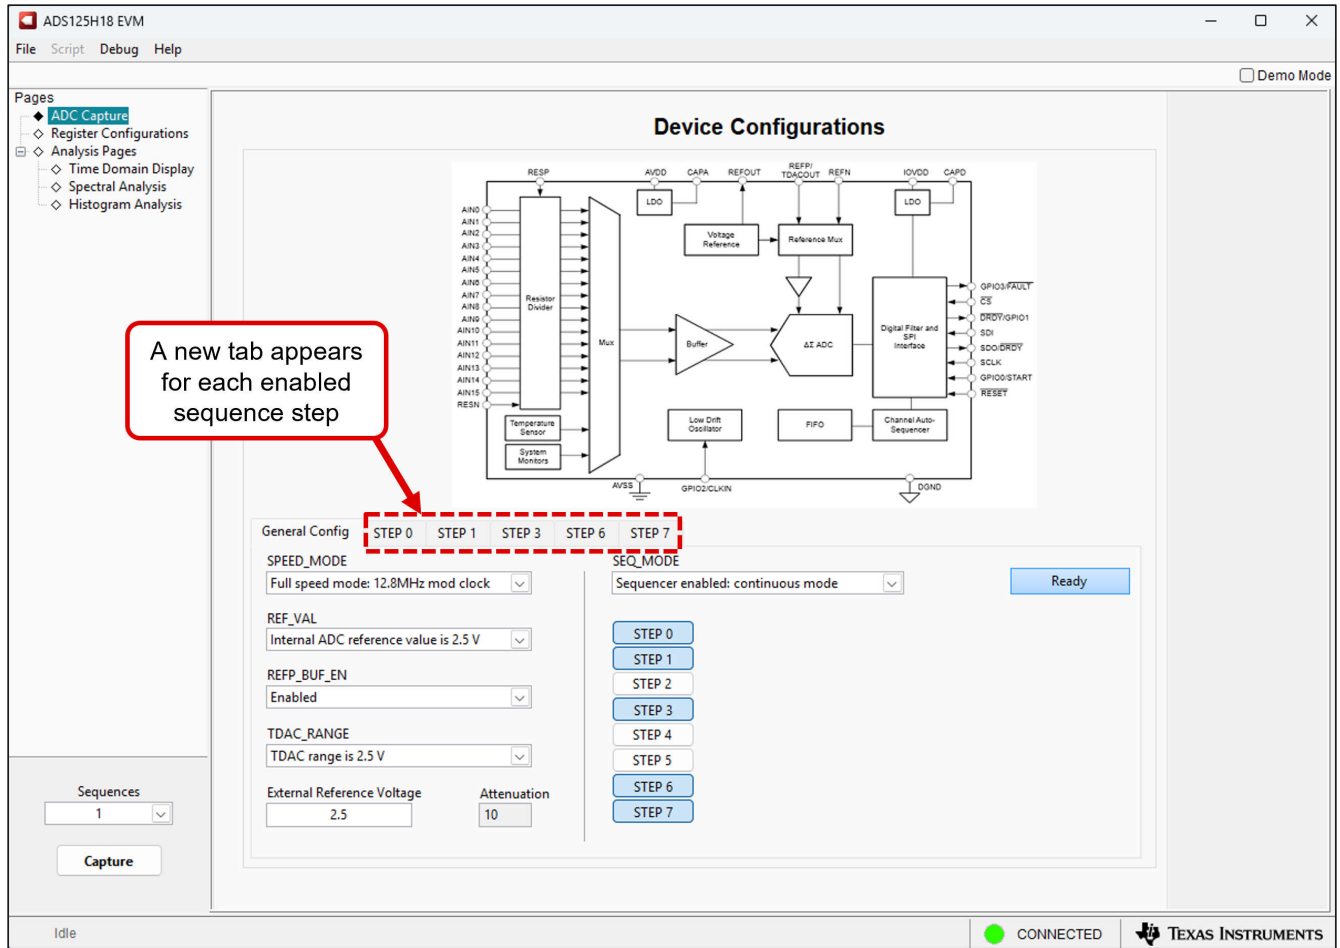 ADS125H18 EVM
File Script Debug Help
Demo Mode
Pages
ADC Capture
Register Configurations
Analysis Pages
Time Domain Display
Spectral Analysis
Histogram Analysis
Device Configurations
RESP
AVDD
CAPA
REFOUT
REFP/
TDACOUT
REFN
IOVDD
CAPD
LDO
LDO
Voltage
Reference
Reference Mux
AIN0
AIN1
AIN2
AIN3
AIN4
AIN5
AIN6
AIN7
AIN8
AIN9
AIN10
AIN11
AIN12
AIN13
AIN14
AIN15
RESN
Resistor
Divider
Mux
Buffer
ΔΣ ADC
Digital Filter and
SPI
Interface
GPIO3/FAULT
CS
DRDY/GPIO1
SDI
SDO/DRDY
SCLK
GPIO0/START
RESET
Temperature
Sensor
System
Monitors
Low Drift
Oscillator
FIFO
Channel Auto-
Sequencer
AVSS
GPIO2/CLKIN
DGND
A new tab appears
for each enabled
sequence step
General Config STEP 0 STEP 1 STEP 3 STEP 6 STEP 7
SPEED_MODE
Full speed mode: 12.8MHz mod clock
REF_VAL
Internal ADC reference value is 2.5 V
REFP_BUF_EN
Enabled
TDAC_RANGE
TDAC range is 2.5 V
External Reference Voltage
2.5
Attenuation
10
SEQ_MODE
Sequencer enabled: continuous mode
Ready
STEP 0
STEP 1
STEP 2
STEP 3
STEP 4
STEP 5
STEP 6
STEP 7
Sequences
1
Capture
Idle
CONNECTED
TEXAS INSTRUMENTS